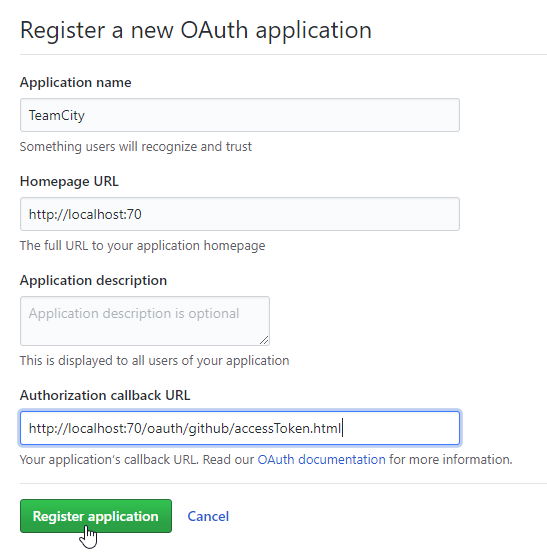 Register a new OAuth application
Application name
TeamCity
Something users will recognize and trust
Homepage URL
http://localhost:70
The full URL to your application homepage
Application description
Application description is optional
This is displayed to all users of your application
Authorization callback URL
http://localhost:70/oauth/github/accessToken.html
Your application's callback URL. Read our OAuth documentation for more information.
Register application Cancel